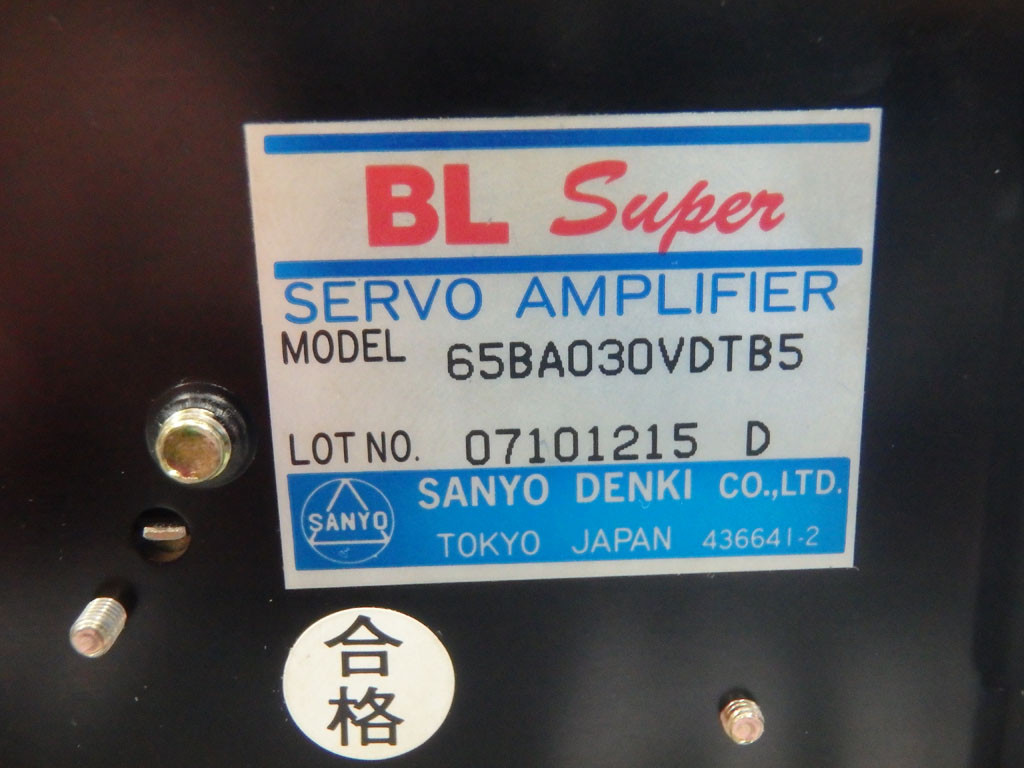 BL Super
SERVO AMPLIFIER
MODEL 65BA030VDTB5
LOT NO. 07101215 D
SANYO
SANYO DENKI CO.,LTD.
TOKYO JAPAN 436641-2
合
格